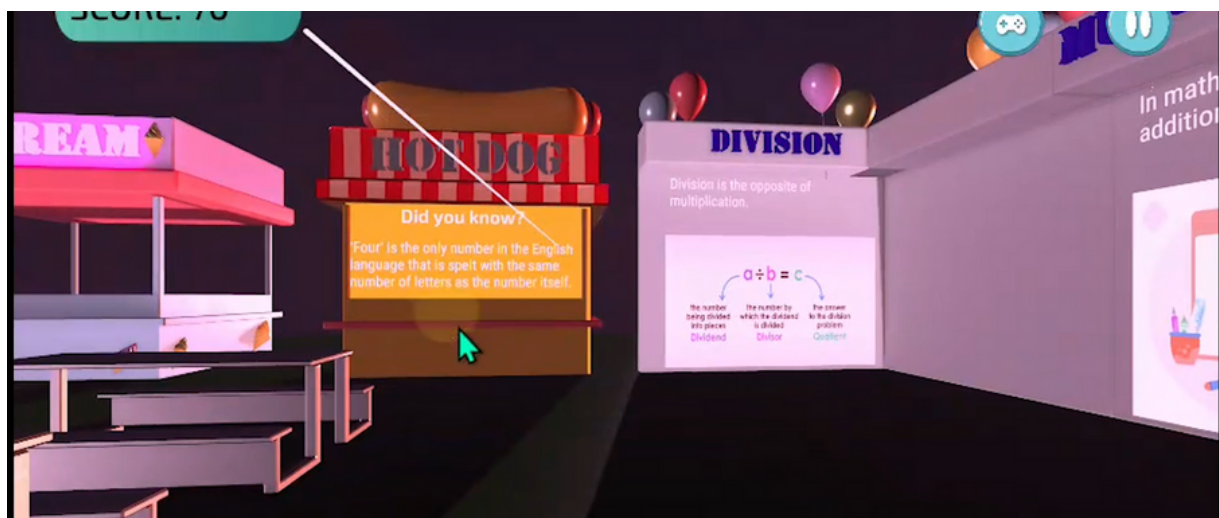 SCORE: 70
REAM
HOT DOG
Did you know?
'Four' is the only number in the English
language that is spelt with the same
number of letters as the number itself.
DIVISION
Division is the opposite of
multiplication.
a÷b = c
the number
being divided
into pieces
Dividend
the number by
which the dividend
is divided
Divisor
the answer
to the division
problem
Quotient
In math
addition